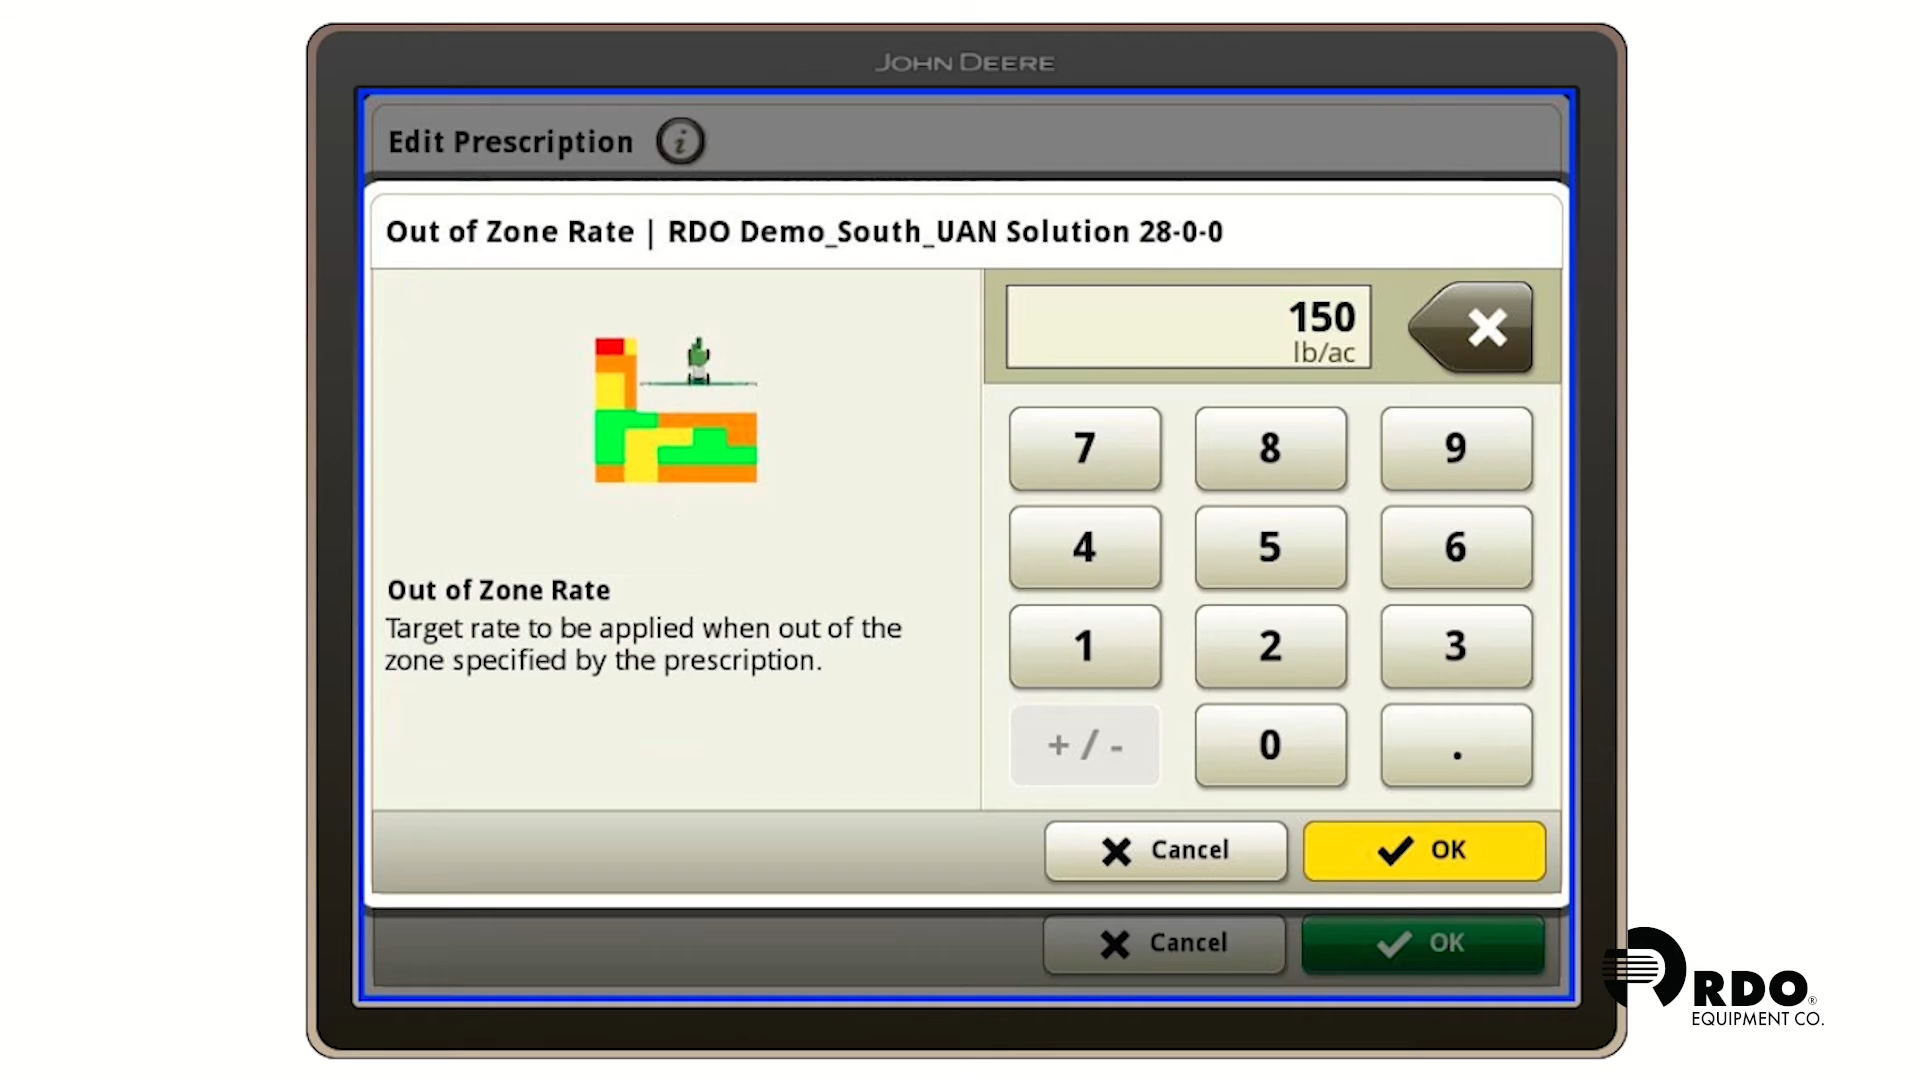 JOHN DEERE
Edit Prescription i
Out of Zone Rate | RDO Demo_South_UAN Solution 28-0-0
150
lb/ac
7 8 9
4 5 6
1 2 3
+ / - 0 .
Out of Zone Rate
Target rate to be applied when out of the
zone specified by the prescription.
Cancel OK
Cancel OK
RDO®
EQUIPMENT CO.